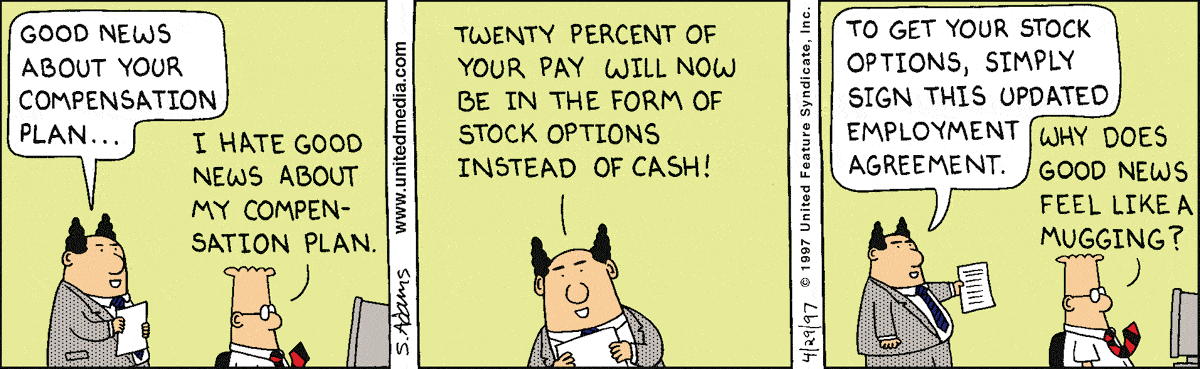 GOOD NEWS
ABOUT YOUR
COMPENSATION
PLAN...
I HATE GOOD
NEWS ABOUT
MY COMPEN-
SATION PLAN.
www.unitedmedia.com
S. ADAMS
TWENTY PERCENT OF
YOUR PAY WILL NOW
BE IN THE FORM OF
STOCK OPTIONS
INSTEAD OF CASH!
© 1997 United Feature Syndicate, Inc.
4/29/97
TO GET YOUR STOCK
OPTIONS, SIMPLY
SIGN THIS UPDATED
EMPLOYMENT
AGREEMENT.
WHY DOES
GOOD NEWS
FEEL LIKE A
MUGGING?